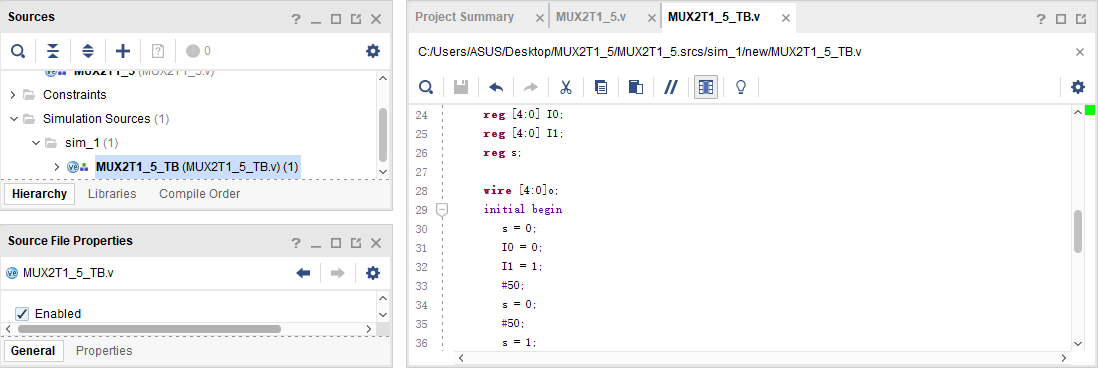 Sources
0
MUX2T1_5 (MUX2T1_5.v)
Constraints
Simulation Sources (1)
sim_1 (1)
MUX2T1_5_TB (MUX2T1_5_TB.v) (1)
Hierarchy Libraries Compile Order
Source File Properties
MUX2T1_5_TB.v
Enabled
General Properties
Project Summary MUX2T1_5.v MUX2T1_5_TB.v
C:/Users/ASUS/Desktop/MUX2T1_5/MUX2T1_5.srcs/sim_1/new/MUX2T1_5_TB.v
24 reg [4:0] I0;
25 reg [4:0] I1;
26 reg s;
27
28 wire [4:0]o;
29 initial begin
30 s = 0;
31 I0 = 0;
32 I1 = 1;
33 #50;
34 s = 0;
35 #50;
36 s = 1;